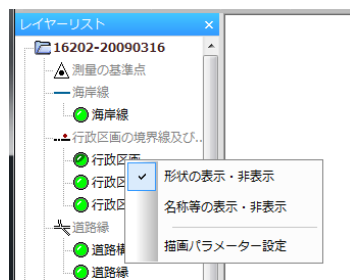 レイヤーリスト
16202-20090316
測量の基準点
海岸線
海岸線
行政区画の境界線及び..
行政区画
行政区
行政区
道路縁
道路構
道路縁
形状の表示・非表示
名称等の表示・非表示
描画パラメーター設定